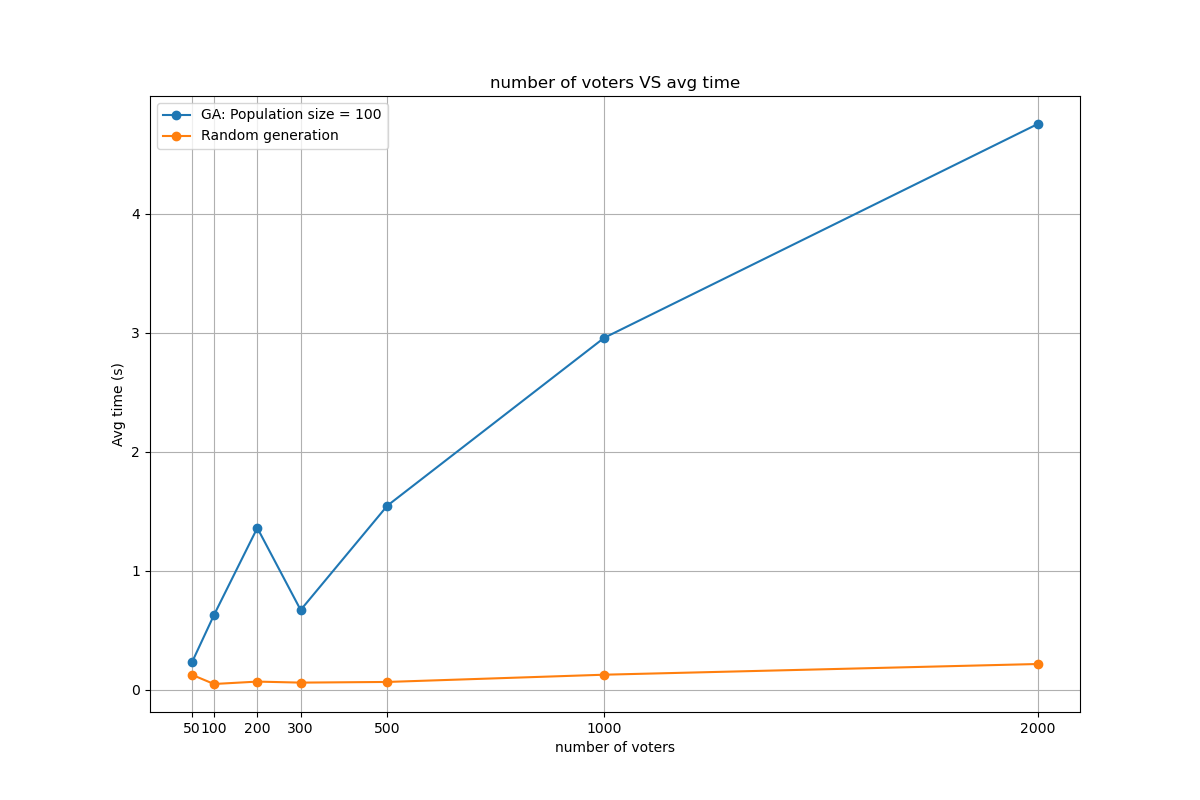 number of voters VS avg time
GA: Population size = 100
Random generation
Avg time (s)
4
3
2
1
0
50 100 200 300 500 1000 2000
number of voters